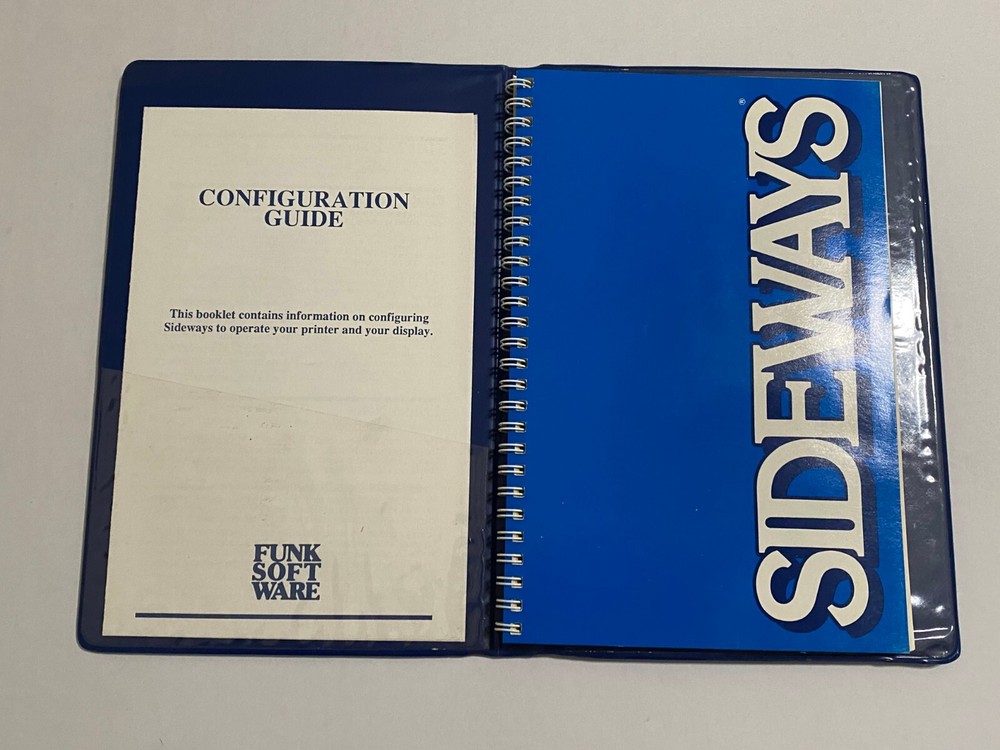 CONFIGURATION
GUIDE
This booklet contains information on configuring
Sideways to operate your printer and your display.
FUNK
SOFT
WARE
SIDEWAYS
®